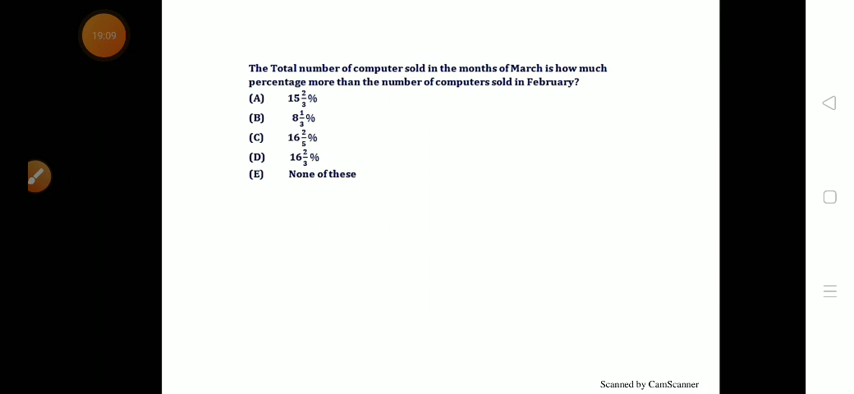 19:09
The Total number of computer sold in the months of March is how much
percentage more than the number of computers sold in February?
(A) 15 2/3 %
(B) 8 1/3 %
(C) 16 2/5 %
(D) 16 2/3 %
(E) None of these
Scanned by CamScanner